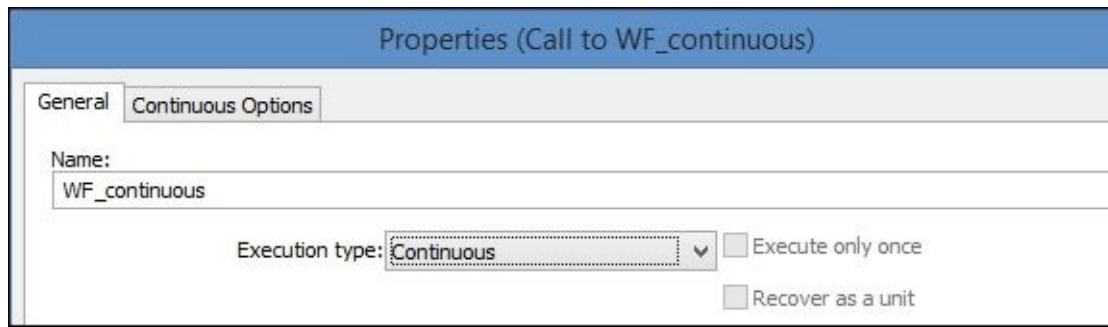 Properties (Call to WF_continuous)
General Continuous Options
Name:
WF_continuous
Execution type: Continuous Execute only once
Recover as a unit